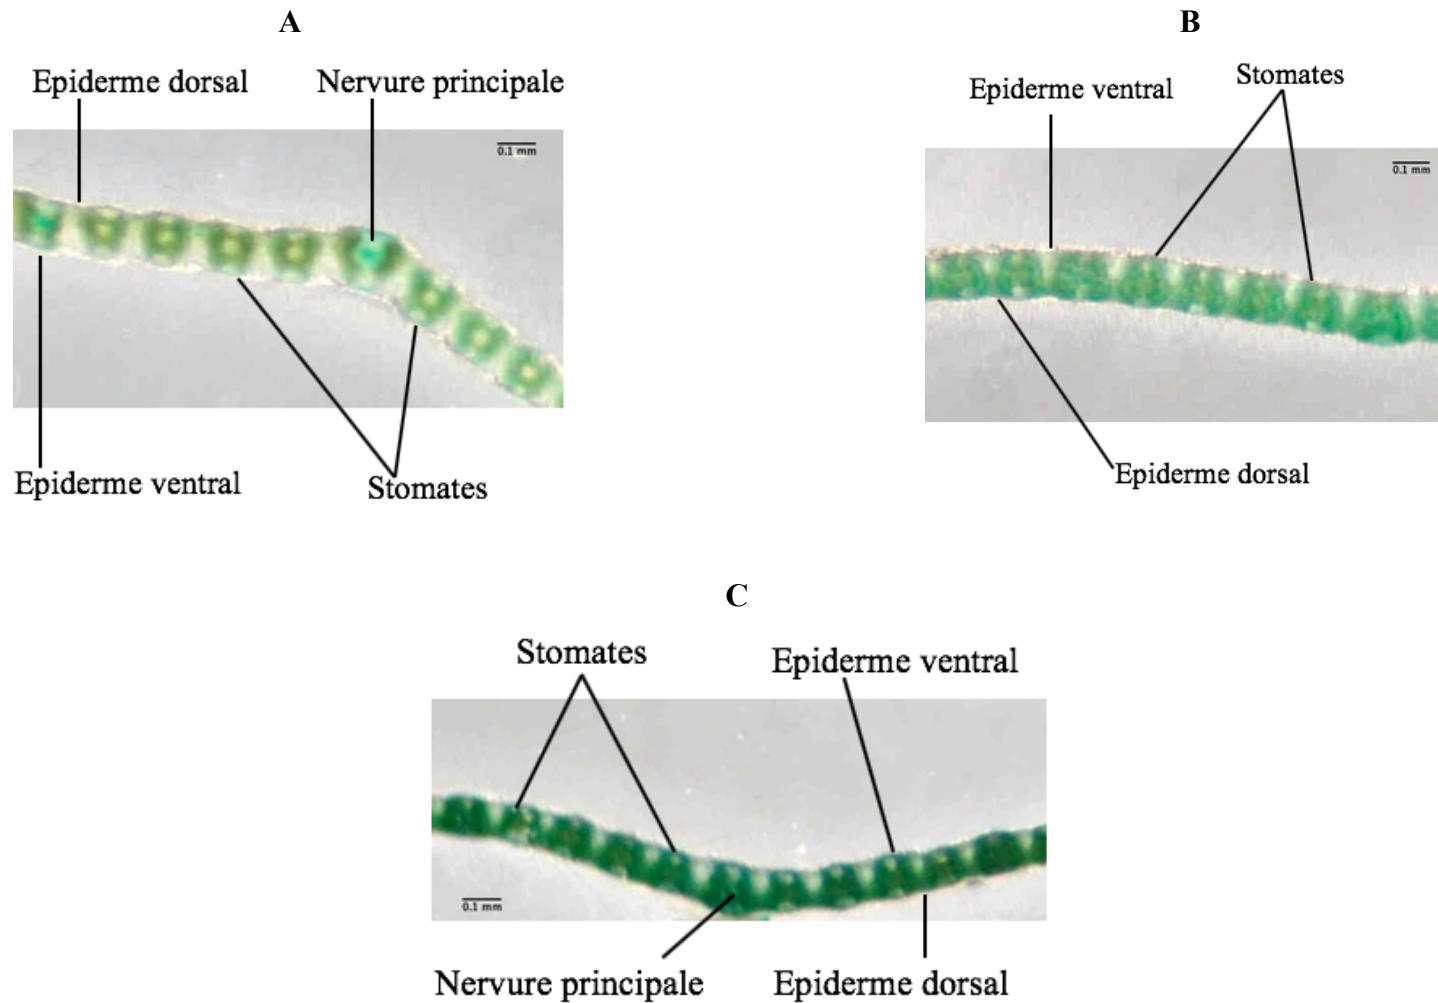 A
Epiderme dorsal
Nervure principale
0.1 mm
Epiderme ventral
Stomates
B
Epiderme ventral
Stomates
0.1 mm
Epiderme dorsal
C
Stomates
Epiderme ventral
0.1 mm
Nervure principale
Epiderme dorsal